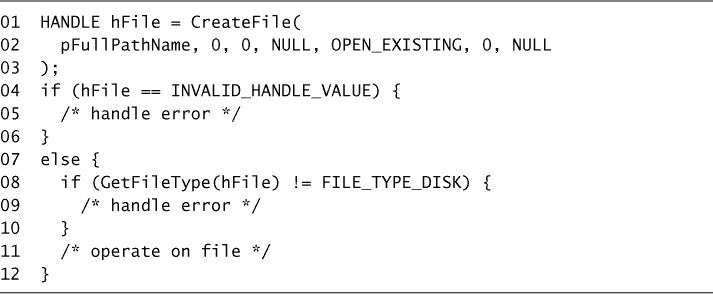 01 HANDLE hFile = CreateFile(
02   pFullPathName, 0, 0, NULL, OPEN_EXISTING, 0, NULL
03 );
04 if (hFile == INVALID_HANDLE_VALUE) {
05   /* handle error */
06 }
07 else {
08   if (GetFileType(hFile) != FILE_TYPE_DISK) {
09     /* handle error */
10   }
11   /* operate on file */
12 }